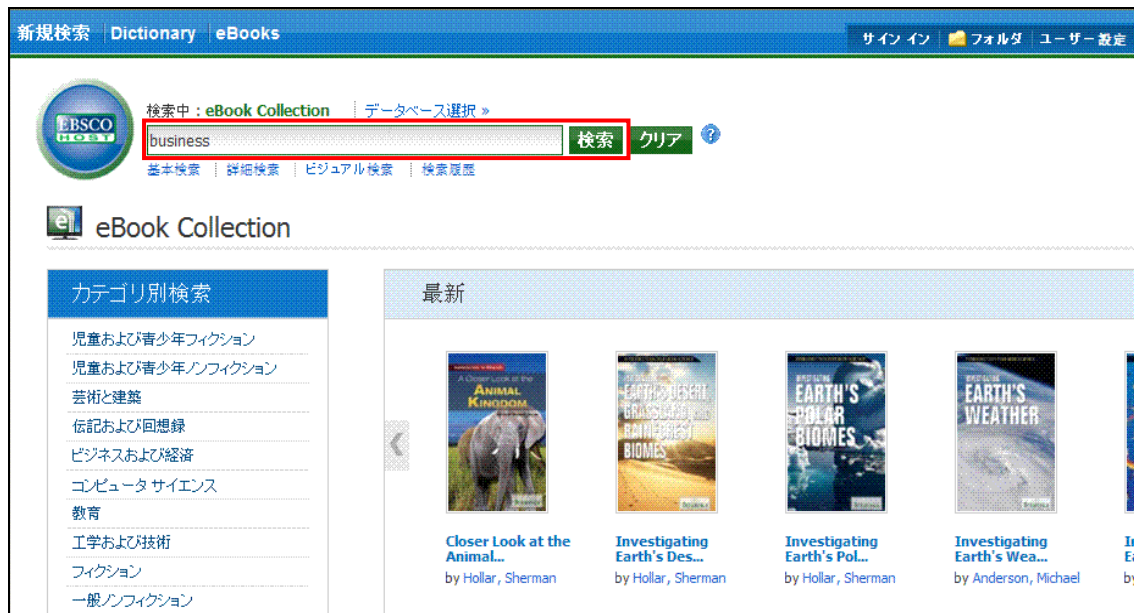 新規検索 Dictionary eBooks
サイン イン フォルダ ユーザー設定
EBSCO
HOST
検索中 : eBook Collection データベース選択 »
business 検索 クリア ?
基本検索 詳細検索 ビジュアル検索 検索履歴
e
eBook Collection
カテゴリ別検索
児童および青少年フィクション
児童および青少年ノンフィクション
芸術と建築
伝記および回想録
ビジネスおよび経済
コンピュータ サイエンス
教育
工学および技術
フィクション
一般ノンフィクション
最新
A Closer Look at the
ANIMAL
KINGDOM
EARTH'S DESERT
GRASSLAND
RAINFOREST
BIOMES
EARTH'S
POLAR
BIOMES
EARTH'S
WEATHER
Closer Look at the
Animal...
by Hollar, Sherman
Investigating
Earth's Des...
by Hollar, Sherman
Investigating
Earth's Pol...
by Hollar, Sherman
Investigating
Earth's Wea...
by Anderson, Michael